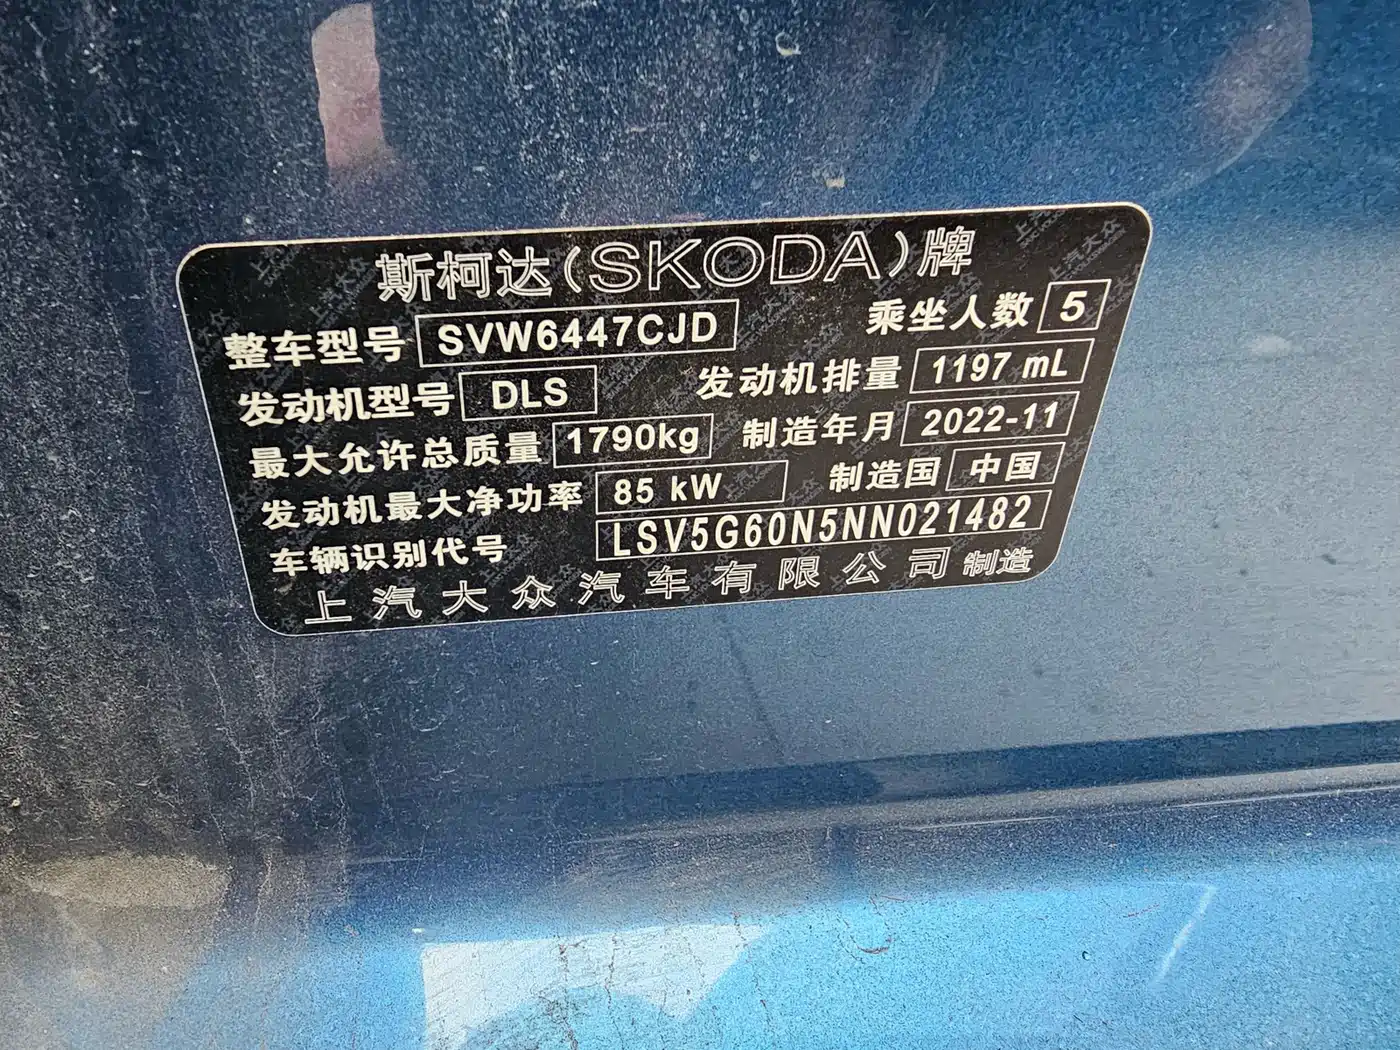 斯柯达(SKODA)牌
整车型号 SVW6447CJD 乘坐人数 5
发动机型号 DLS 发动机排量 1197 mL
最大允许总质量 1790kg 制造年月 2022-11
发动机最大净功率 85 kW 制造国 中国
车辆识别代号 LSV5G60N5NN021482
上汽大众汽车有限公司 制造